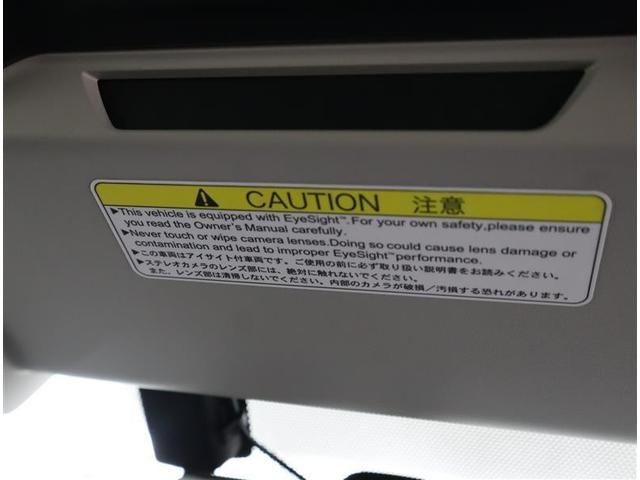 CAUTION 注意
▶This vehicle is equipped with EyeSight™.For your own safety,please ensure
you read the Owner's Manual carefully.
▶Never touch or wipe camera lenses.Doing so could cause lens damage or
contamination and lead to improper EyeSight™performance.
▶この車両はアイサイト付車両です。ご使用の前に必ず取り扱い説明書をお読みください。
▶ステレオカメラのレンズ部には、絶対に触れないでください。
また、レンズ部は清掃しないでください。内部のカメラが破損／汚損する恐れがあります。